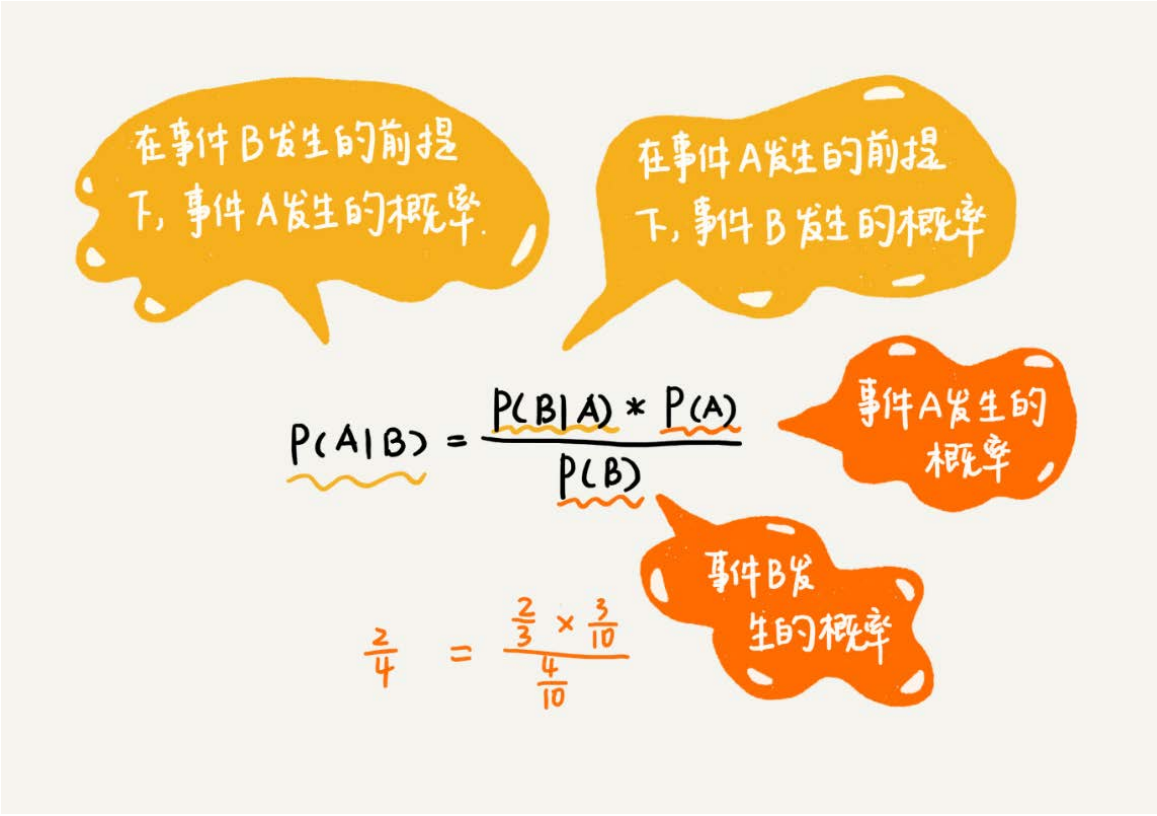 在事件B发生的前提
下,事件A发生的概率.
在事件A发生的前提
下,事件B发生的概率
P(A|B) = P(B|A) * P(A) / P(B)
事件A发生的
概率
事件B发
生的概率
2/4 = 2/3 × 3/10 / 4/10